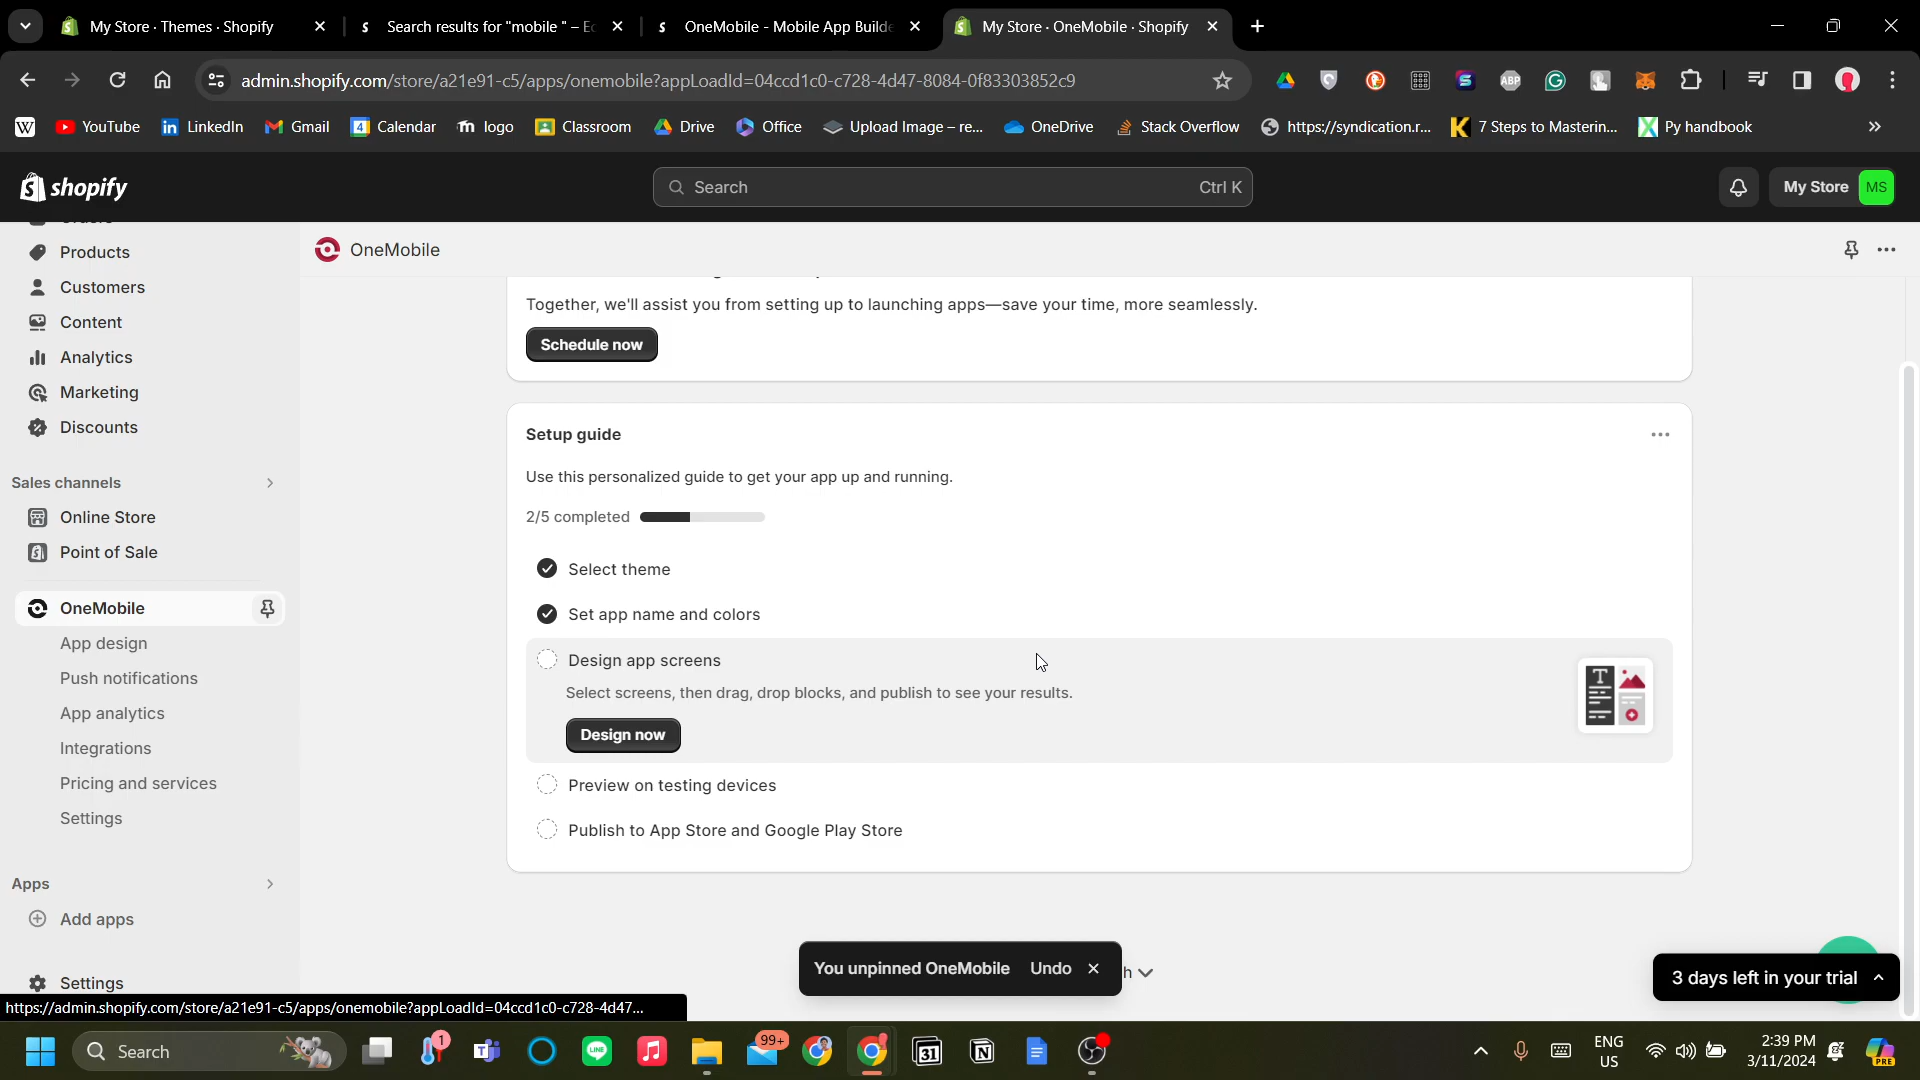 My Store · Themes · Shopify
Search results for "mobile " – Ec
OneMobile - Mobile App Builde
My Store · OneMobile · Shopify
admin.shopify.com/store/a21e91-c5/apps/onemobile?appLoadId=04ccd1c0-c728-4d47-8084-0f83303852c9
YouTube
LinkedIn
Gmail
Calendar
logo
Classroom
Drive
Office
Upload Image – re...
OneDrive
Stack Overflow
https://syndication.r...
7 Steps to Masterin...
Py handbook
shopify
Search
Ctrl K
My Store
MS
Products
Customers
Content
Analytics
Marketing
Discounts
Sales channels
Online Store
Point of Sale
OneMobile
App design
Push notifications
App analytics
Integrations
Pricing and services
Settings
Apps
Add apps
Settings
https://admin.shopify.com/store/a21e91-c5/apps/onemobile?appLoadId=04ccd1c0-c728-4d47...
OneMobile
Together, we'll assist you from setting up to launching apps—save your time, more seamlessly.
Schedule now
Setup guide
Use this personalized guide to get your app up and running.
2/5 completed
Select theme
Set app name and colors
Design app screens
Select screens, then drag, drop blocks, and publish to see your results.
Design now
Preview on testing devices
Publish to App Store and Google Play Store
You unpinned OneMobile
Undo
3 days left in your trial
Search
1
99+
31
ENG
US
2:39 PM
3/11/2024
PRE